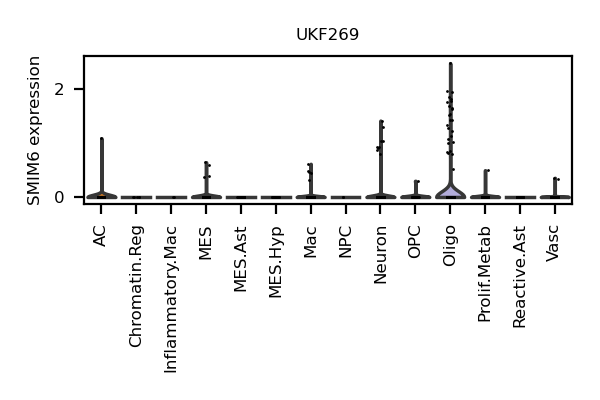 UKF269
SMIM6 expression
2
0
AC
Chromatin.Reg
Inflammatory.Mac
MES
MES.Ast
MES.Hyp
Mac
NPC
Neuron
OPC
Oligo
Prolif.Metab
Reactive.Ast
Vasc